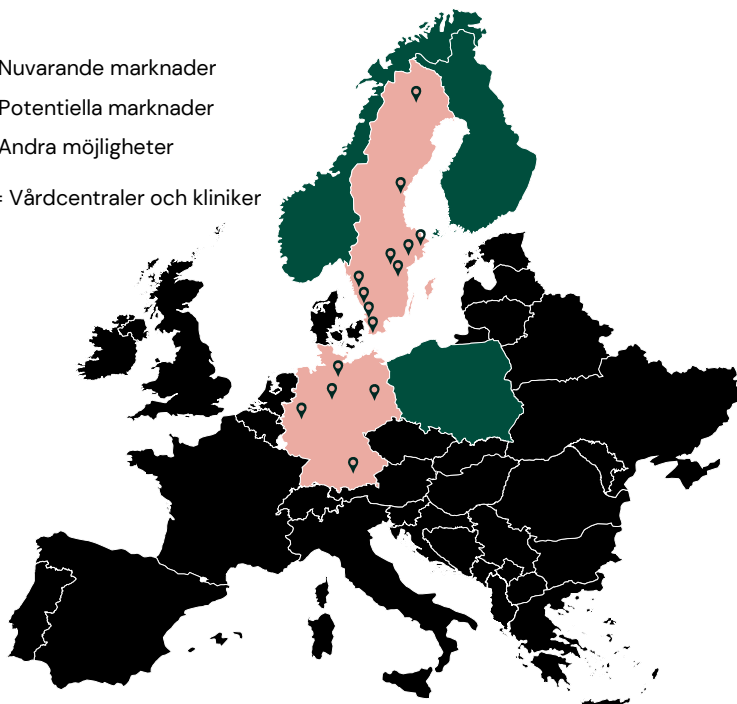 Nuvarande marknader
Potentiella marknader
Andra möjligheter
= Vårdcentraler och kliniker